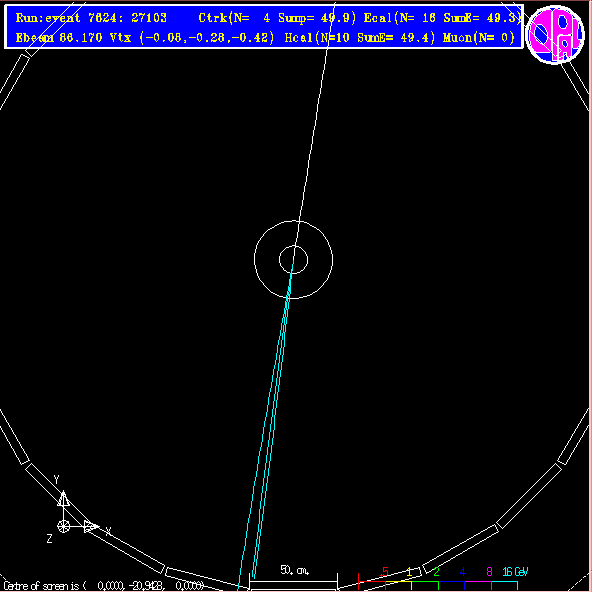 Run:event 7624: 27103 Ctrk(N= 4 Sump= 49.9) Ecal(N= 16 SumE= 49.3)
Ebeam 86.170 Vtx (-0.08,-0.28,-0.42) Hcal(N=10 SumE= 49.4) Muon(N= 0)
Y
X
Z
50. cm.
.5 1 2 4 8 16 GeV
Centre of screen is ( 0.0000, -20.9428, 0.0000)